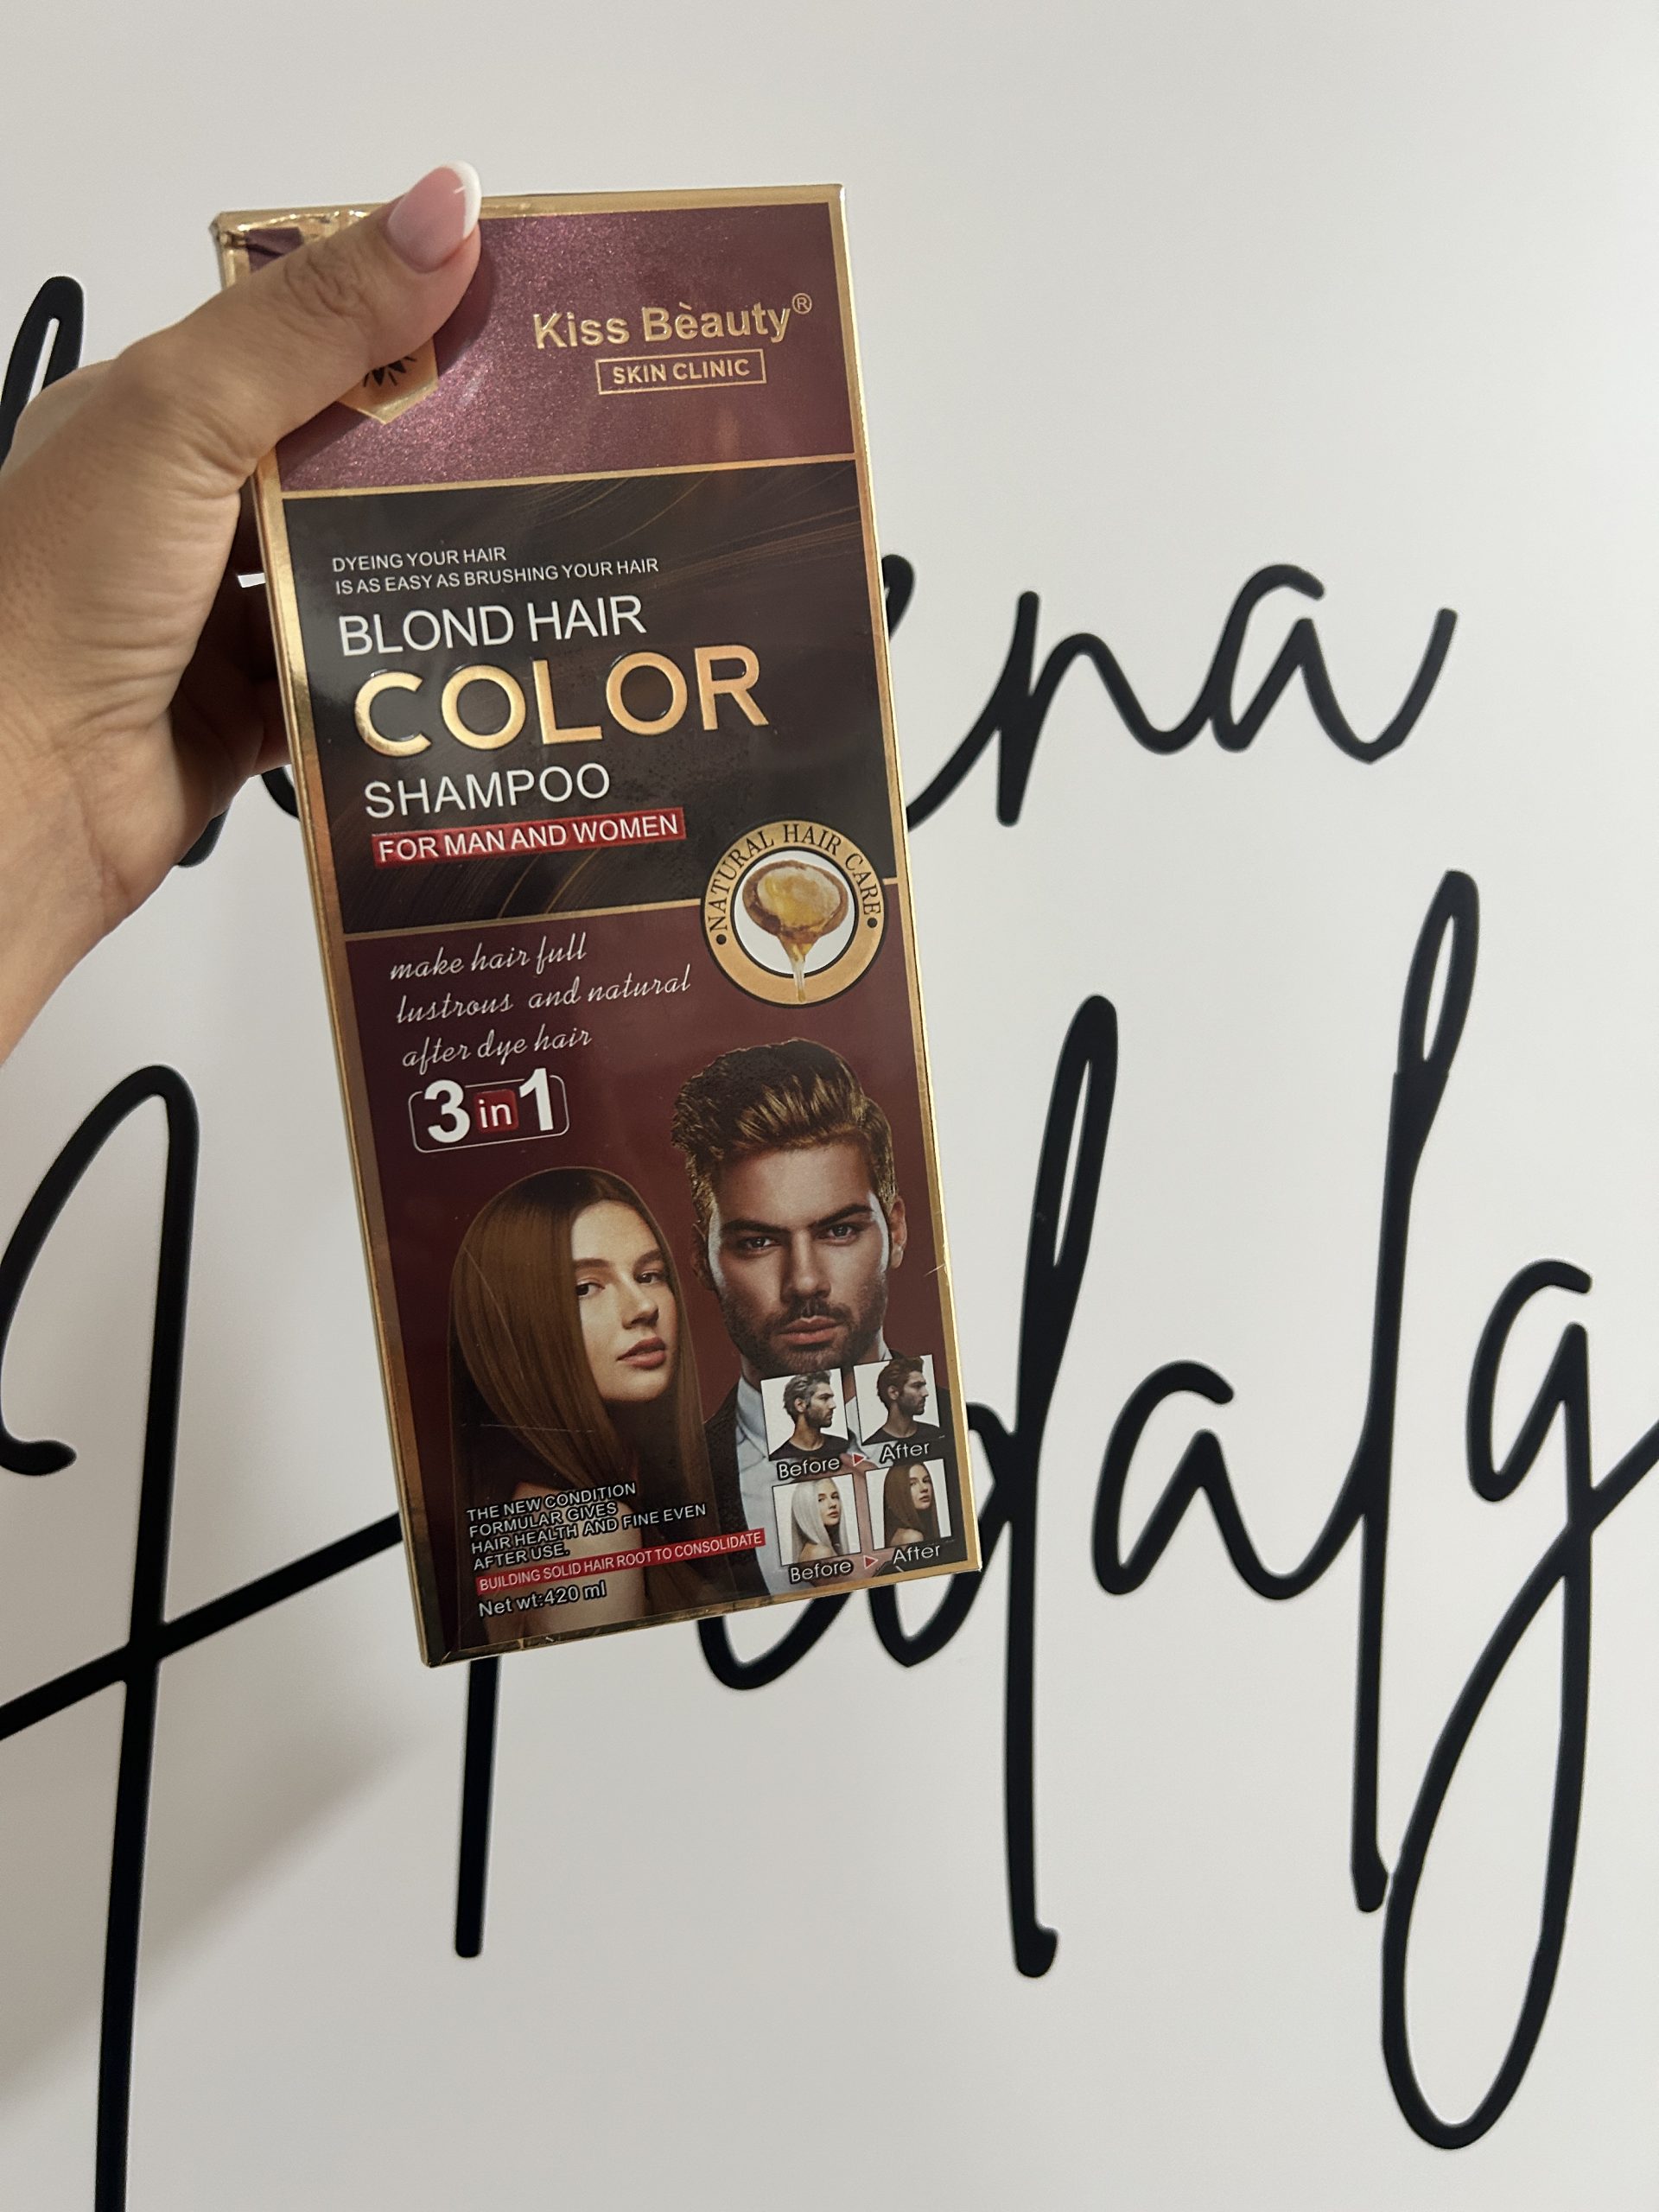 Kiss Bèauty®
SKIN CLINIC
DYEING YOUR HAIR
IS AS EASY AS BRUSHING YOUR HAIR
BLOND HAIR
COLOR
SHAMPOO
FOR MAN AND WOMEN
•NATURAL HAIR CARE•
make hair full
lustrous and natural
after dye hair
3 in 1
Before After
Before After
THE NEW CONDITION
FORMULAR GIVES
HAIR HEALTH AND FINE EVEN
AFTER USE.
BUILDING SOLID HAIR ROOT TO CONSOLIDATE
Net wt:420 ml